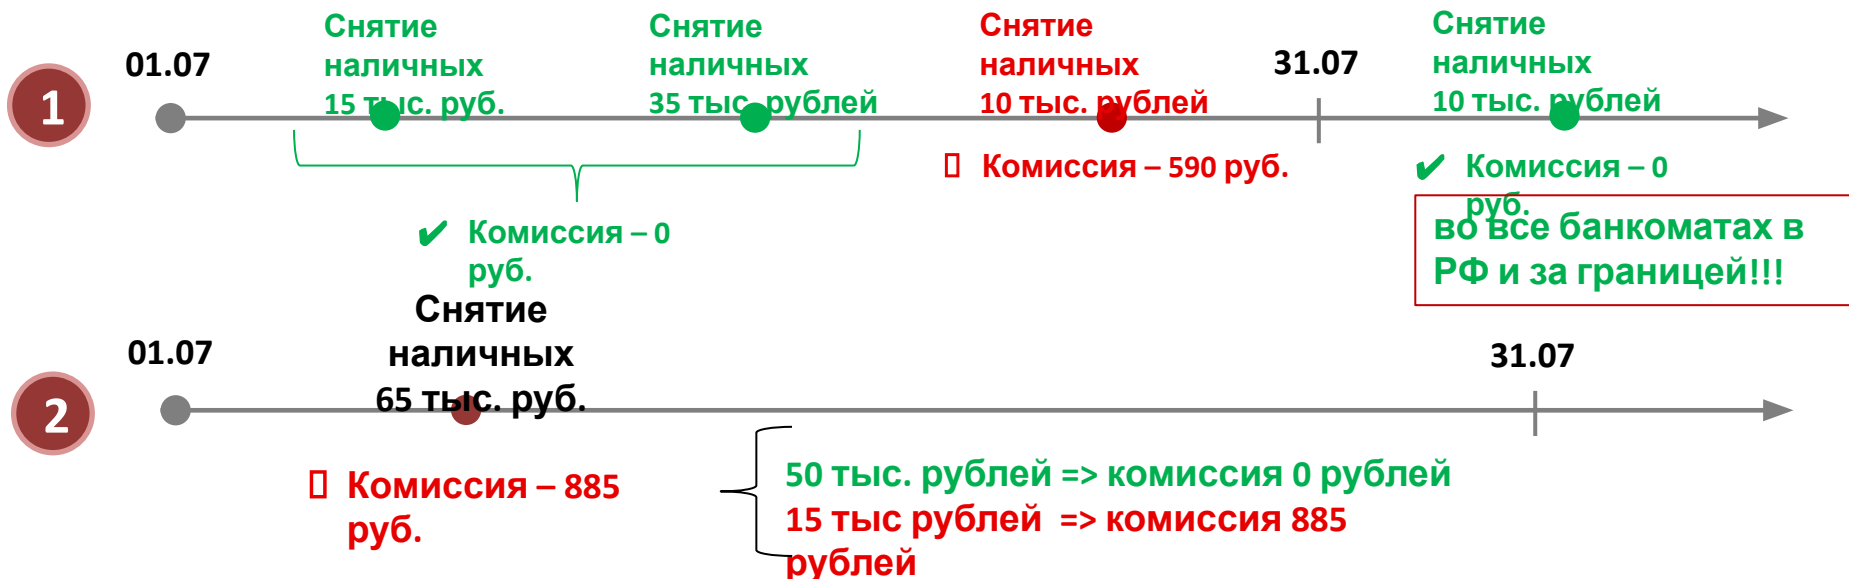 1
01.07
Снятие
наличных
15 тыс. руб.
Снятие
наличных
35 тыс. рублей
Снятие
наличных
10 тыс. рублей
31.07
Снятие
наличных
10 тыс. рублей
✔ Комиссия – 0
руб.
Комиссия – 590 руб.
✔ Комиссия – 0
руб.
во все банкоматах в
РФ и за границей!!!
2
01.07
Снятие
наличных
65 тыс. руб.
31.07
Комиссия – 885
руб.
50 тыс. рублей => комиссия 0 рублей
15 тыс рублей => комиссия 885
рублей